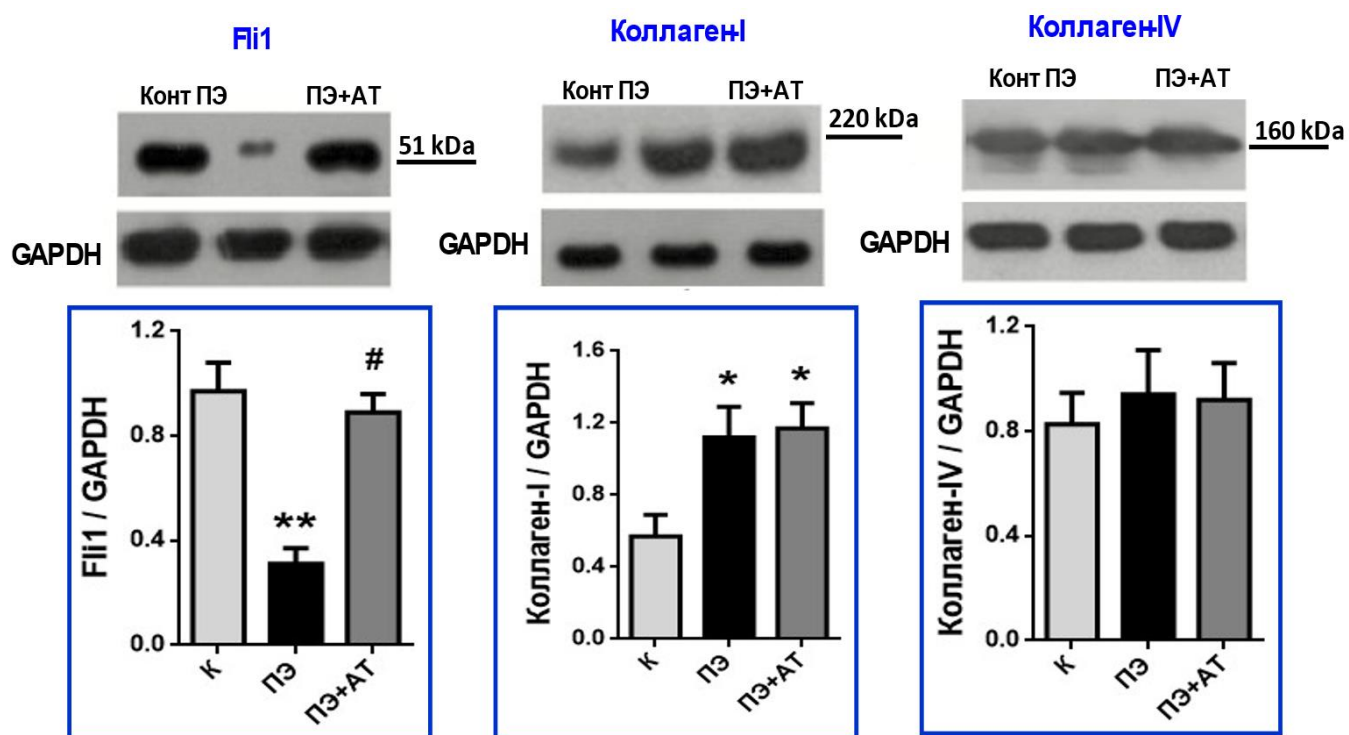 Fli1
Конт ПЭ ПЭ+АТ
51 kDa
GAPDH
Fli1 / GAPDH
1.2
0.8
0.4
0.0
**
#
К
ПЭ
ПЭ+АТ
Коллаген-I
Конт ПЭ ПЭ+АТ
220 kDa
GAPDH
Коллаген-I / GAPDH
1.6
1.2
0.8
0.4
0.0
*
*
К
ПЭ
ПЭ+АТ
Коллаген-IV
Конт ПЭ ПЭ+АТ
160 kDa
GAPDH
Коллаген-IV / GAPDH
1.2
0.8
0.4
0.0
К
ПЭ
ПЭ+АТ